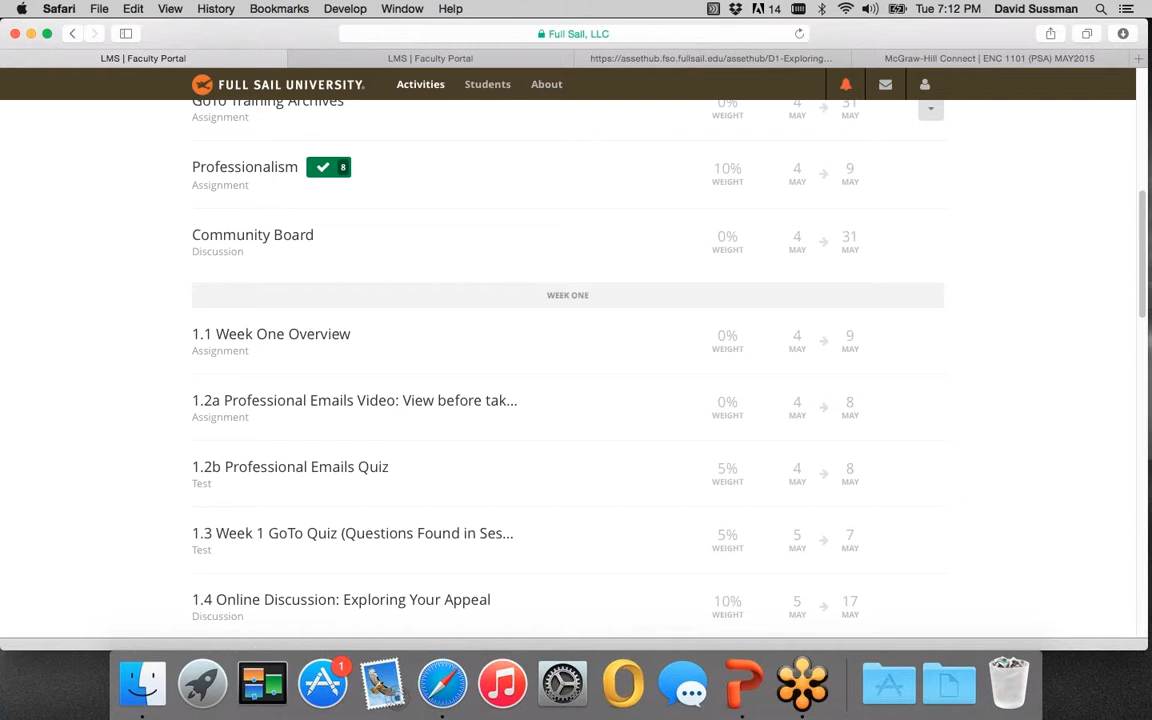 Safari File Edit View History Bookmarks Develop Window Help 14 Tue 7:12 PM David Sussman
Full Sail, LLC
LMS | Faculty Portal LMS | Faculty Portal https://assethub.fso.fullsail.edu/assethub/D1-Exploring... McGraw-Hill Connect | ENC 1101 (PSA) MAY2015
FULL SAIL UNIVERSITY. Activities Students About
GoTo Training Archives 0% 4 31
Assignment WEIGHT MAY MAY
Professionalism 8 10% 4 9
Assignment WEIGHT MAY MAY
Community Board 0% 4 31
Discussion WEIGHT MAY MAY
WEEK ONE
1.1 Week One Overview 0% 4 9
Assignment WEIGHT MAY MAY
1.2a Professional Emails Video: View before tak... 0% 4 8
Assignment WEIGHT MAY MAY
1.2b Professional Emails Quiz 5% 4 8
Test WEIGHT MAY MAY
1.3 Week 1 GoTo Quiz (Questions Found in Ses... 5% 5 7
Test WEIGHT MAY MAY
1.4 Online Discussion: Exploring Your Appeal 10% 5 17
Discussion WEIGHT MAY MAY
1